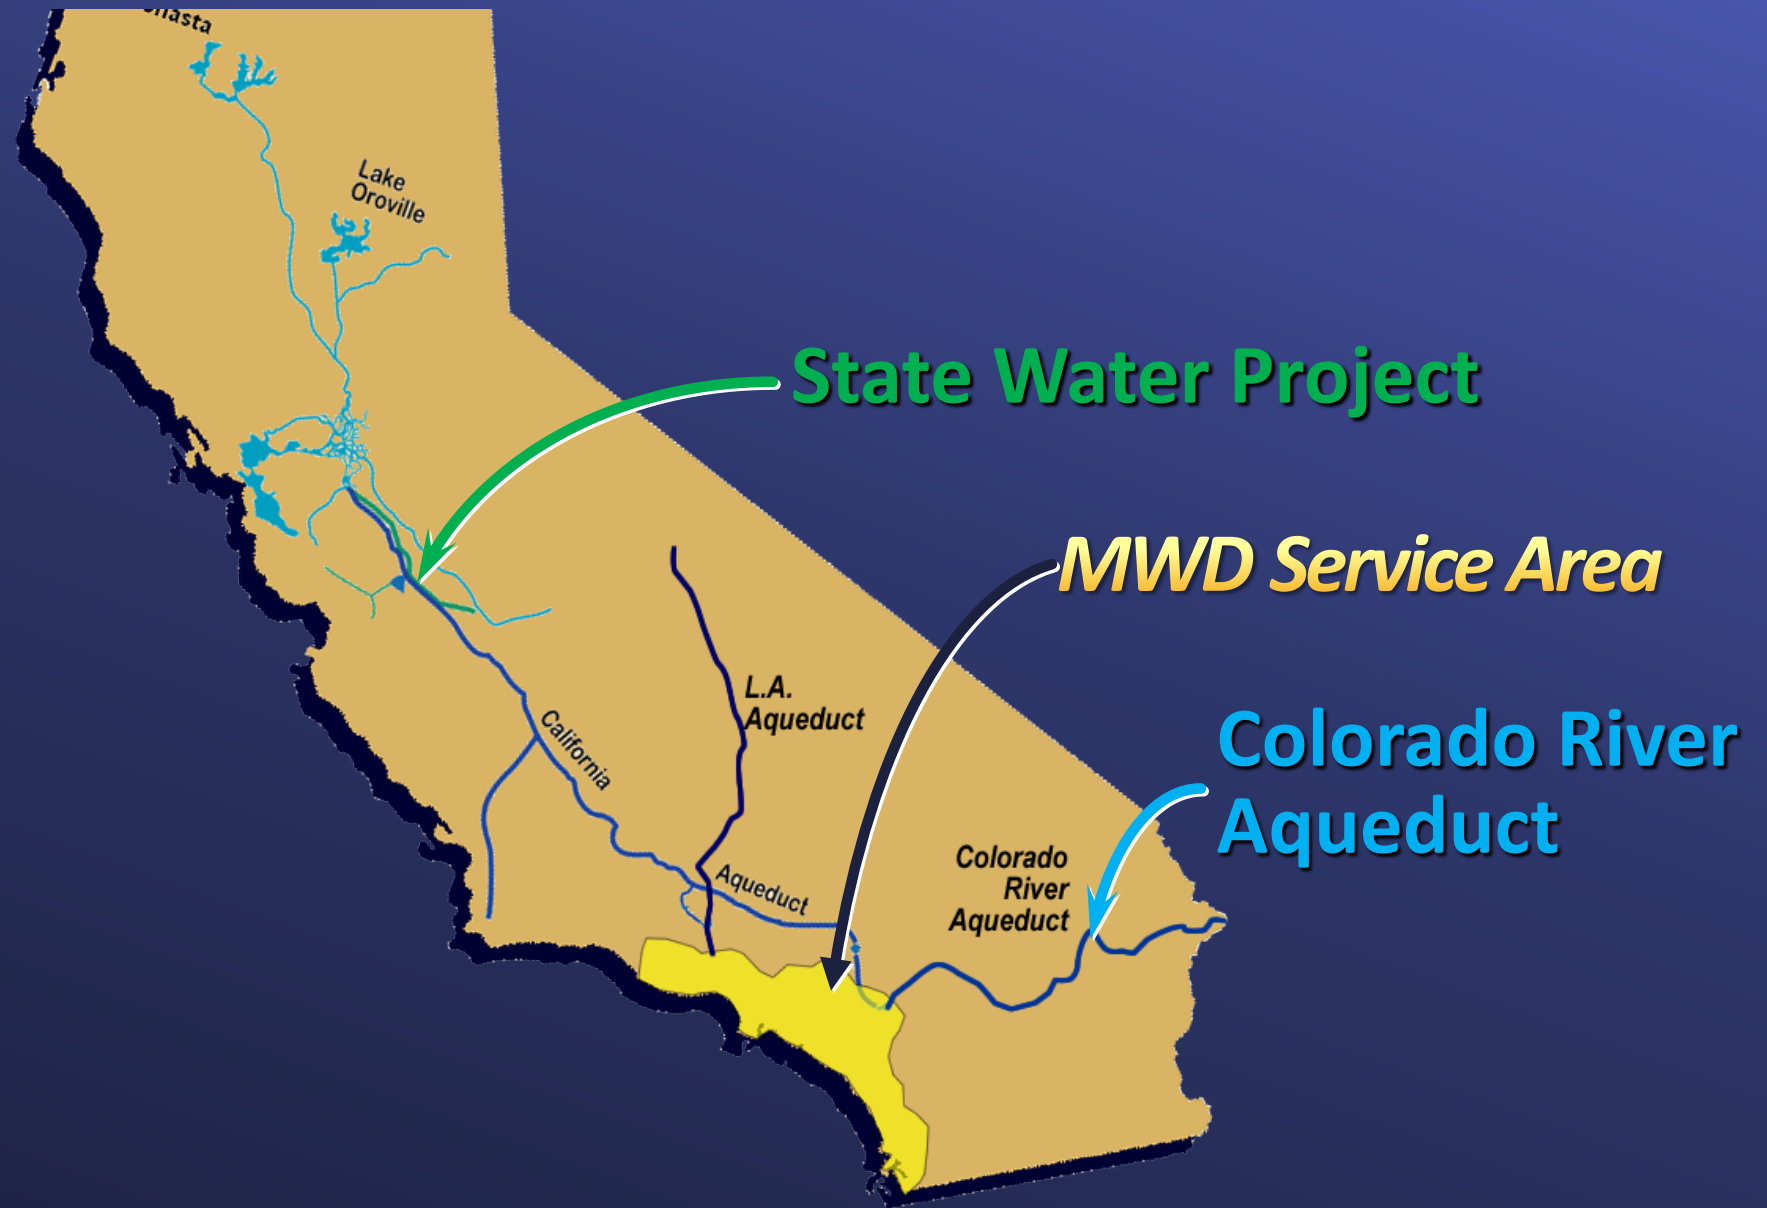 Lake
Oroville
State Water Project
MWD Service Area
L.A.
Aqueduct
California
Colorado River
Aqueduct
Aqueduct
Colorado
River
Aqueduct